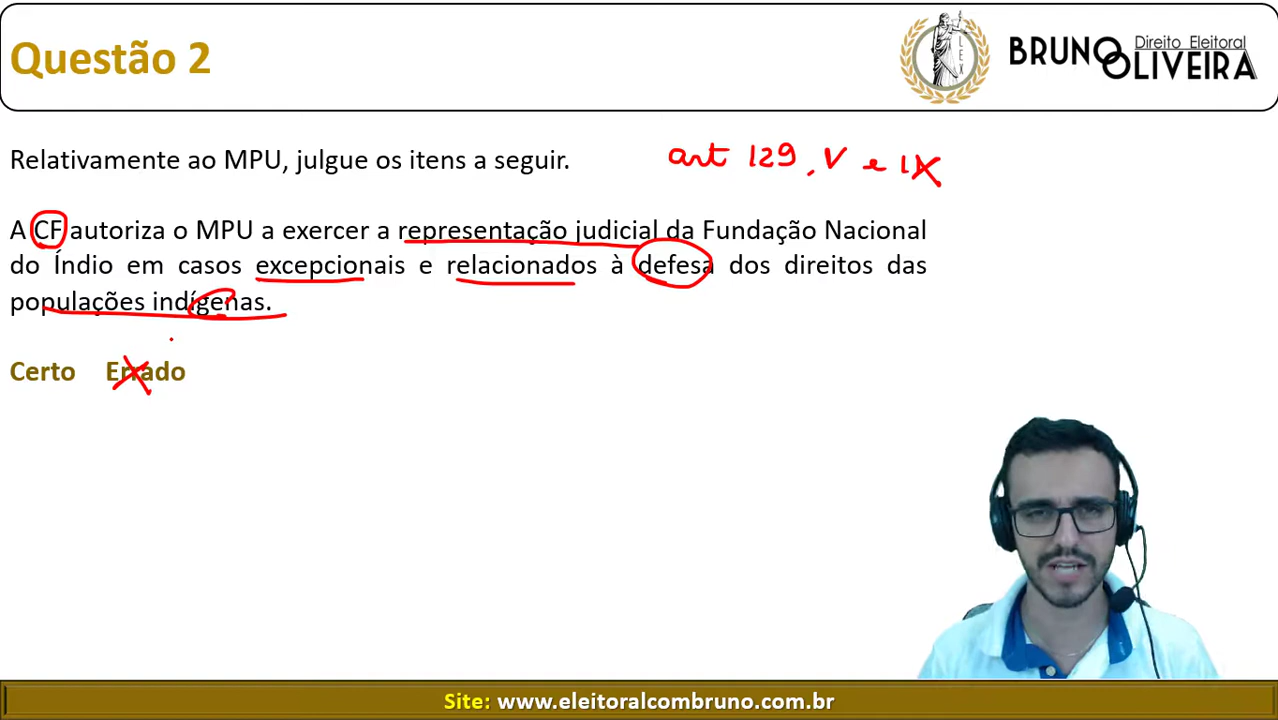 Questão 2
LEX
BRUNO Direito Eleitoral
OLIVEIRA
Relativamente ao MPU, julgue os itens a seguir.
art 129, V e IX
A CF autoriza o MPU a exercer a representação judicial da Fundação Nacional
do Índio em casos excepcionais e relacionados à defesa dos direitos das
populações indígenas.
Certo Errado
Site: www.eleitoralcombruno.com.br